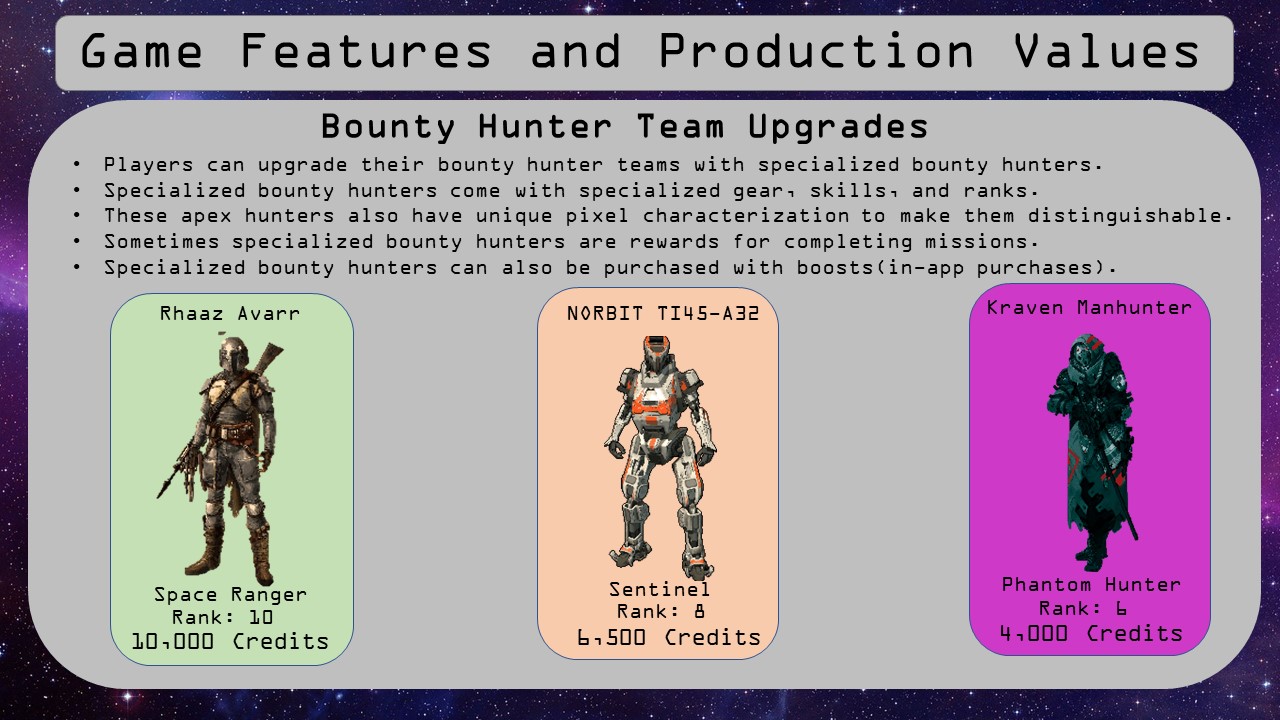 Game Features and Production Values
Bounty Hunter Team Upgrades
• Players can upgrade their bounty hunter teams with specialized bounty hunters.
• Specialized bounty hunters come with specialized gear, skills, and ranks.
• These apex hunters also have unique pixel characterization to make them distinguishable.
• Sometimes specialized bounty hunters are rewards for completing missions.
• Specialized bounty hunters can also be purchased with boosts(in-app purchases).
Rhaaz Avarr
Space Ranger
Rank: 10
10,000 Credits
NORBIT TI45-A32
Sentinel
Rank: 8
6,500 Credits
Kraven Manhunter
Phantom Hunter
Rank: 6
4,000 Credits